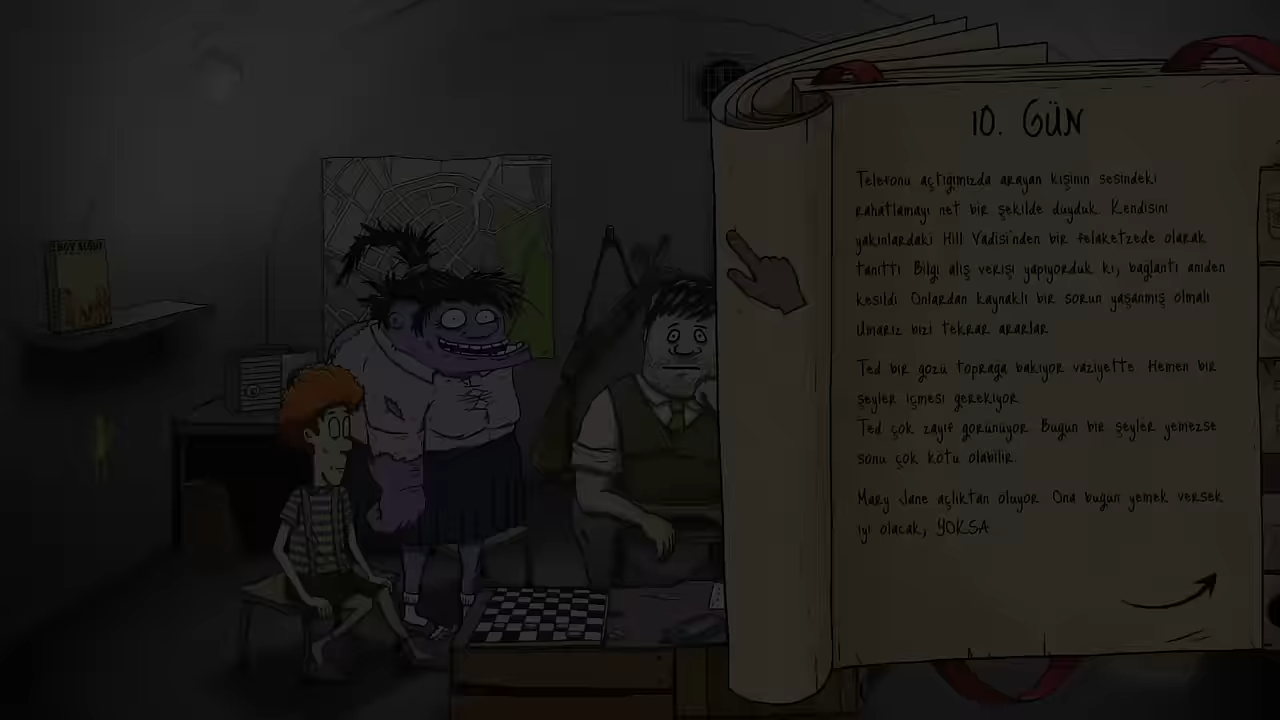 BOY SCOUT
10. GÜN
Telefonu açtığımızda arayan kişinin sesindeki
rahatlamayı net bir şekilde duyduk. Kendisini
yakınlardaki Hill Vadisi'nden bir felaketzede olarak
tanıttı. Bilgi alış verişi yapıyorduk ki, bağlantı aniden
kesildi. Onlardan kaynaklı bir sorun yaşanmış olmalı.
Umarız bizi tekrar ararlar.
Ted bir gözü toprağa bakıyor vaziyette. Hemen bir
şeyler içmesi gerekiyor.
Ted çok zayıf görünüyor. Bugün bir şeyler yemezse
sonu çok kötü olabilir.
Mary Jane açlıktan ölüyor. Ona bugün yemek versek
iyi olacak, YOKSA